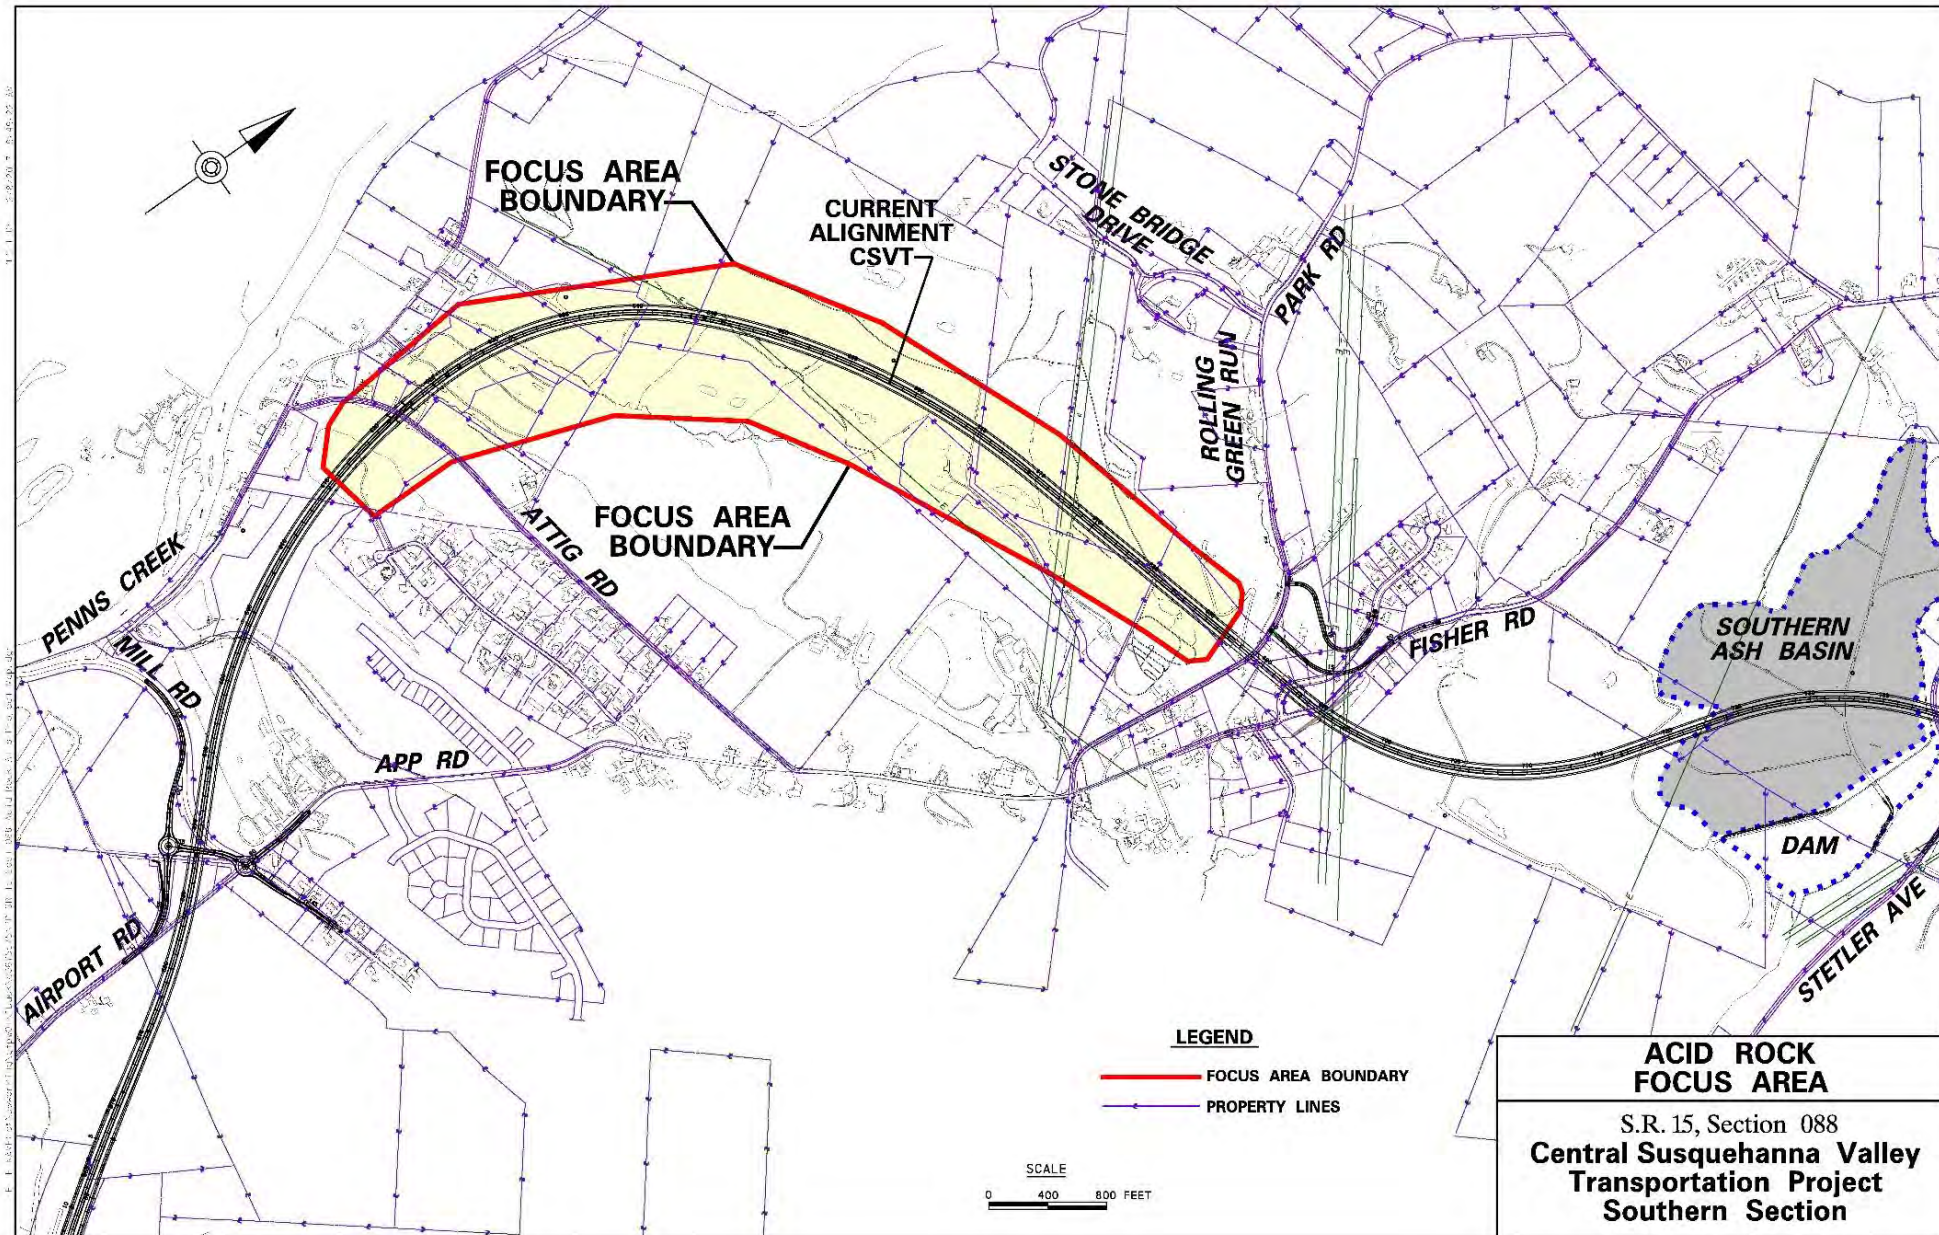 FOCUS AREA
BOUNDARY
CURRENT
ALIGNMENT
CSVT
STONE BRIDGE
DRIVE
PARK RD
ROLLING
GREEN RUN
FOCUS AREA
BOUNDARY
ATTIG RD
PENNS CREEK
MILL RD
FISHER RD
SOUTHERN
ASH BASIN
APP RD
DAM
AIRPORT RD
STETLER AVE
LEGEND
FOCUS AREA BOUNDARY
PROPERTY LINES
SCALE
0 400 800 FEET
ACID ROCK
FOCUS AREA
S.R. 15, Section 088
Central Susquehanna Valley
Transportation Project
Southern Section